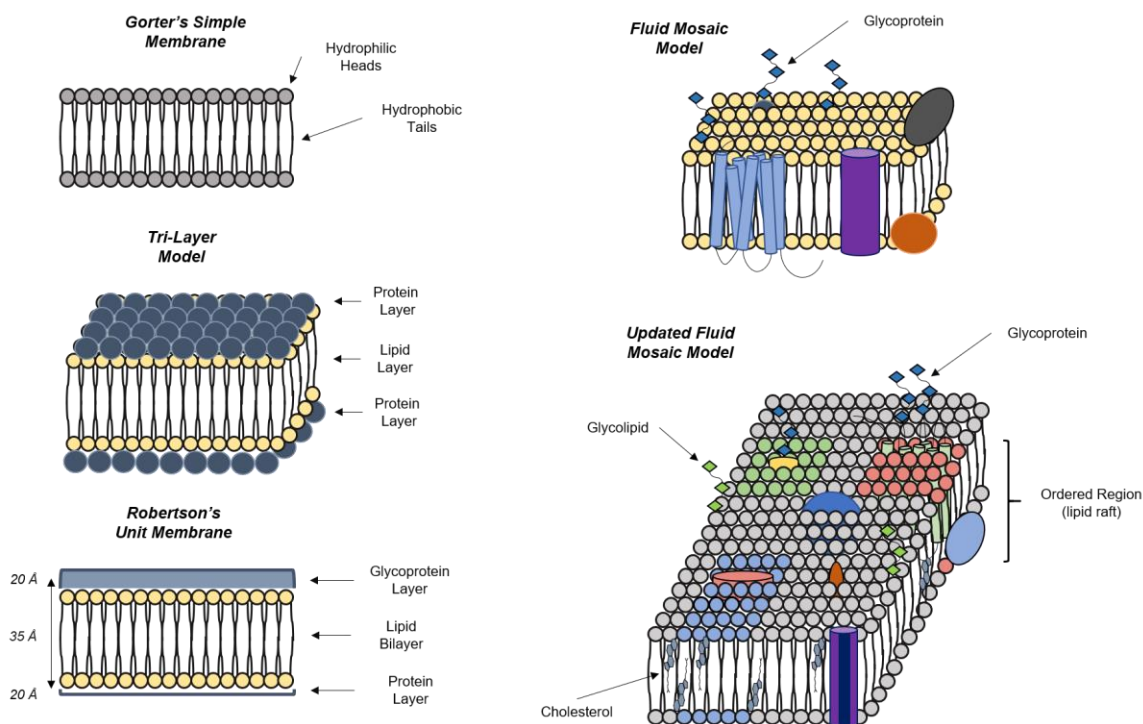 Gorter's Simple
Membrane
Hydrophilic
Heads
Hydrophobic
Tails
Tri-Layer
Model
Protein
Layer
Lipid
Layer
Protein
Layer
Robertson's
Unit Membrane
20 Å
35 Å
20 Å
Glycoprotein
Layer
Lipid
Bilayer
Protein
Layer
Fluid Mosaic
Model
Glycoprotein
Updated Fluid
Mosaic Model
Glycoprotein
Glycolipid
Ordered Region
(lipid raft)
Cholesterol